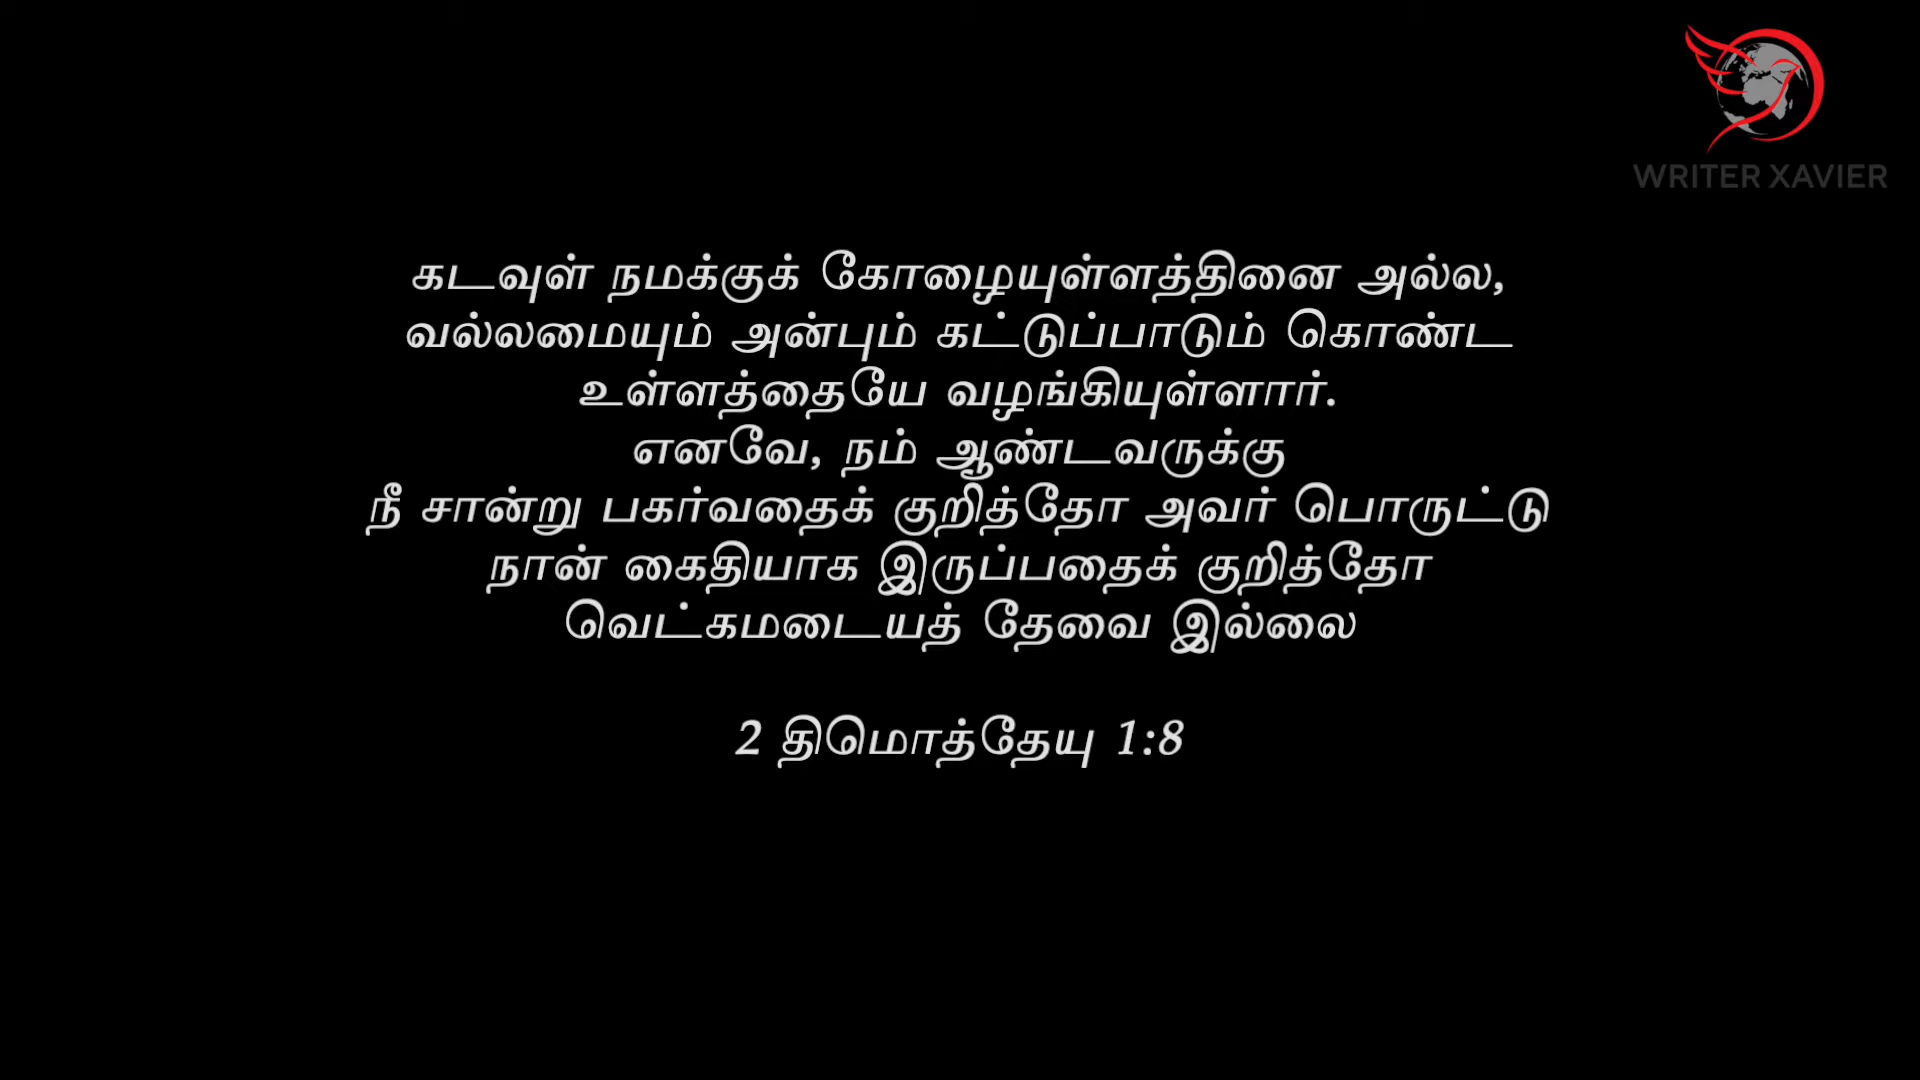 WRITER XAVIER
கடவுள் நமக்குக் கோழையுள்ளத்தினை அல்ல,
வல்லமையும் அன்பும் கட்டுப்பாடும் கொண்ட
உள்ளத்தையே வழங்கியுள்ளார்.
எனவே, நம் ஆண்டவருக்கு
நீ சான்று பகர்வதைக் குறித்தோ அவர் பொருட்டு
நான் கைதியாக இருப்பதைக் குறித்தோ
வெட்கமடையத் தேவை இல்லை
2 திமொத்தேயு 1:8